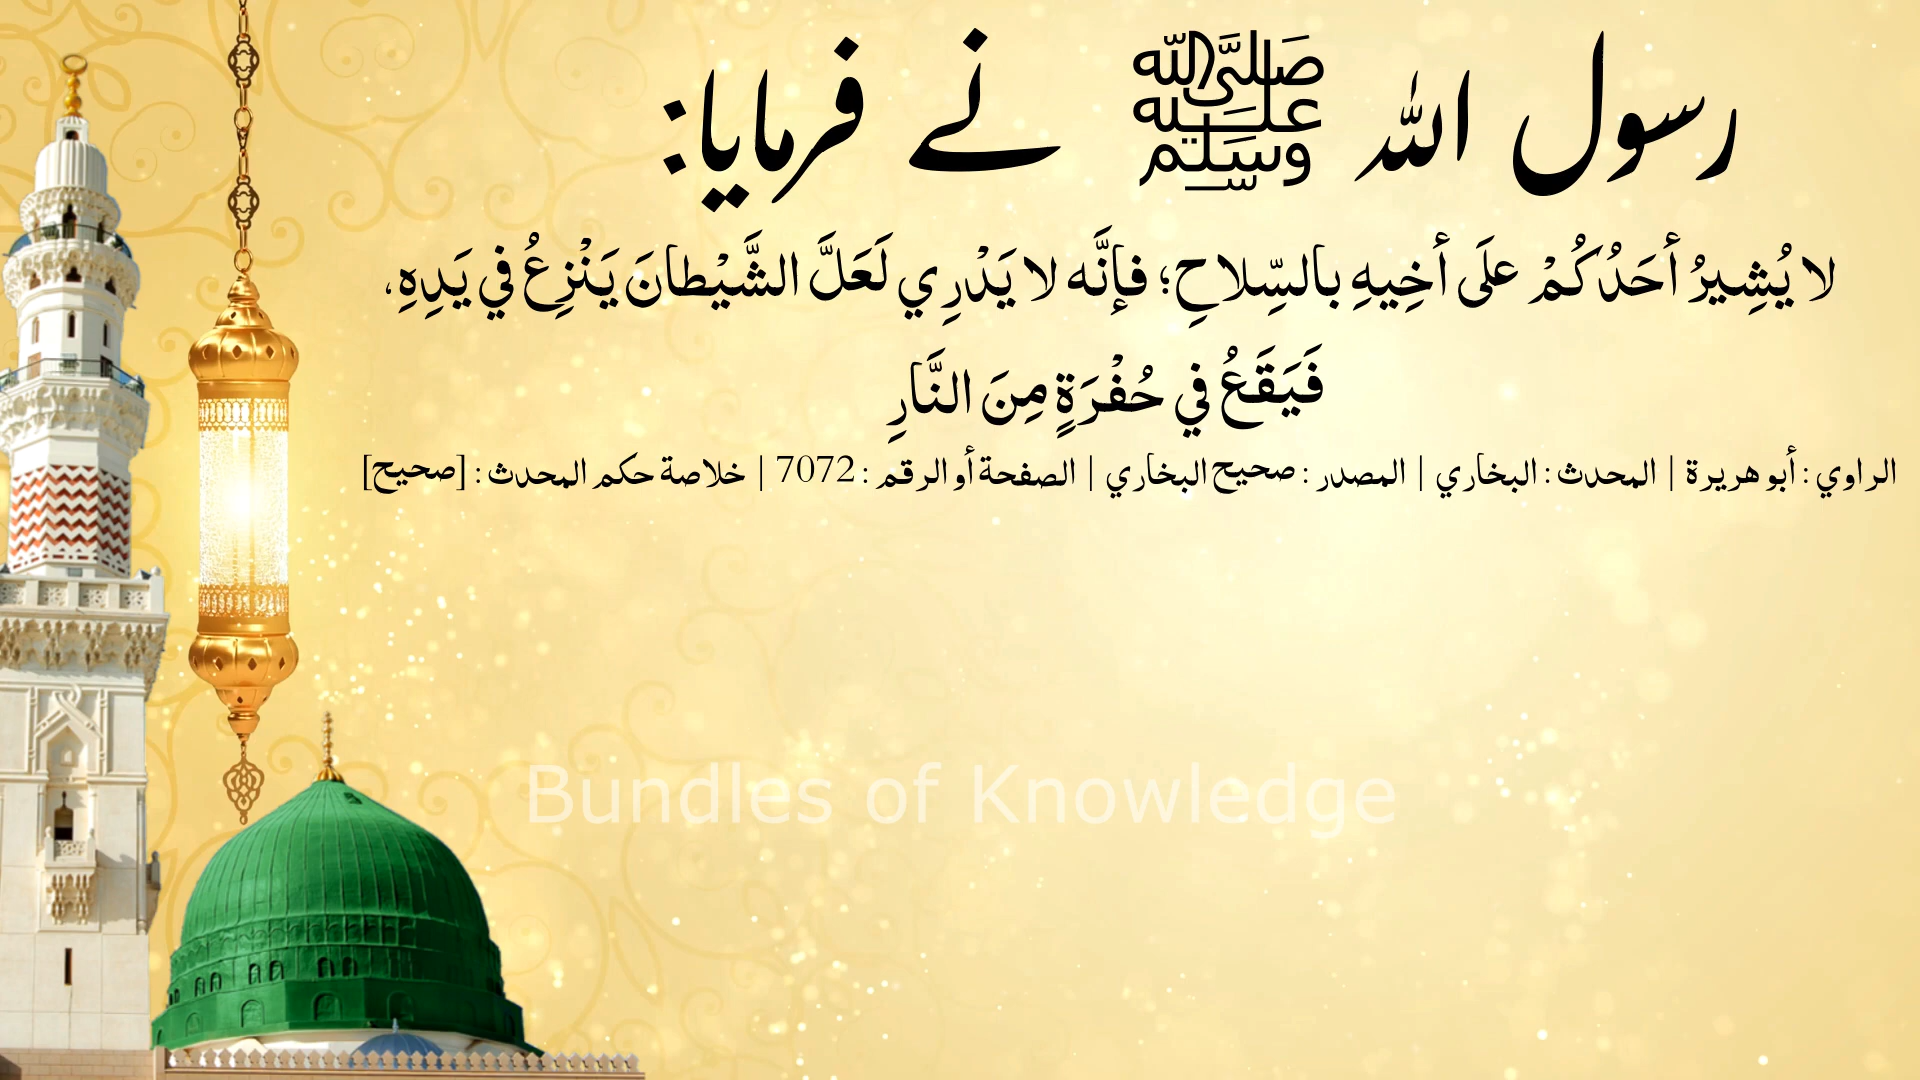 رسول اللہ ﷺ نے فرمایا:
لا يُشِيرُ أحَدُكُمْ علَى أخِيهِ بالسِّلاحِ؛ فإنَّه لا يَدْرِي لَعَلَّ الشَّيْطانَ يَنْزِعُ في يَدِهِ،
فَيَقَعُ في حُفْرَةٍ مِنَ النَّارِ
الراوي : أبو هريرة | المحدث : البخاري | المصدر : صحيح البخاري | الصفحة أو الرقم : 7072 | خلاصة حكم المحدث : [صحيح]
Bundles of Knowledge